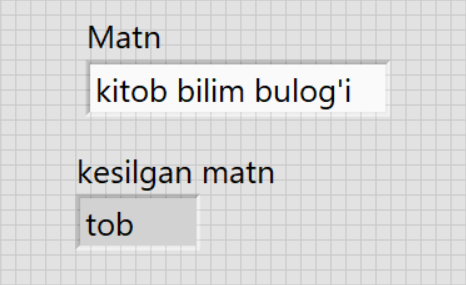 Matn
kitob bilim bulog'i
kesilgan matn
tob